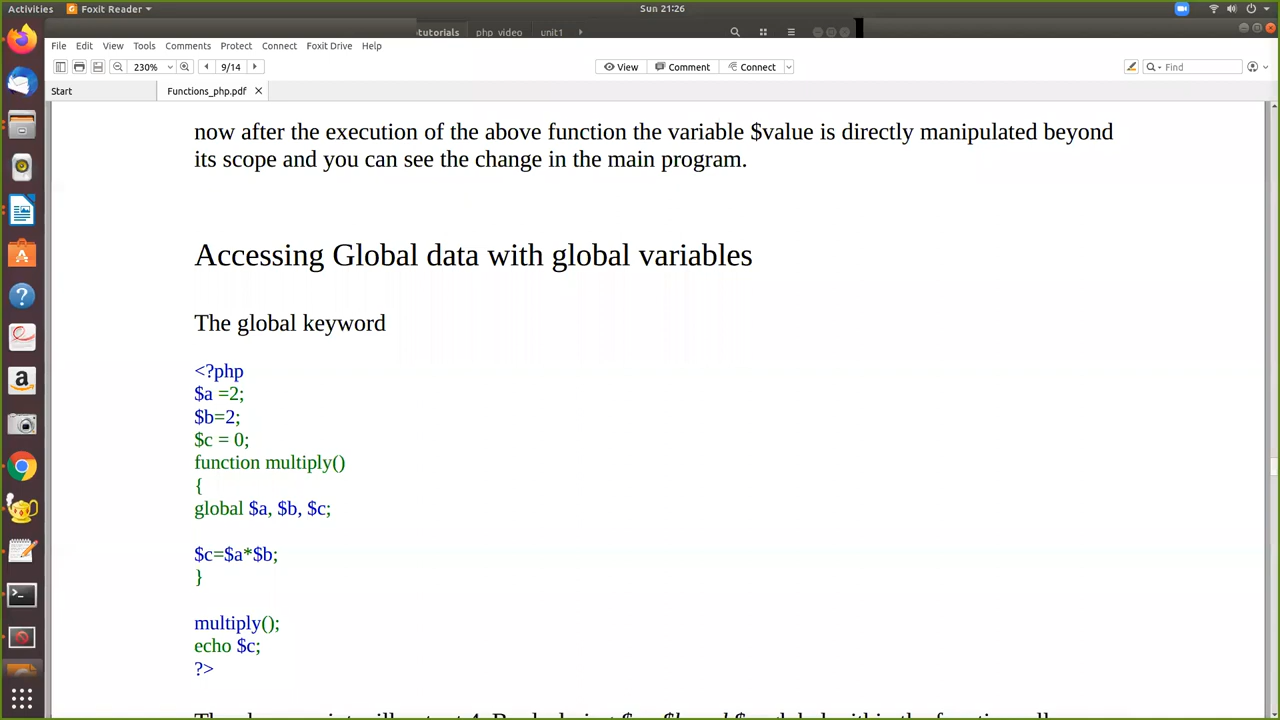 Activities Foxit Reader Sun 21:26
tutorials php_video unit1
File Edit View Tools Comments Protect Connect Foxit Drive Help
230% 9/14 View Comment Connect Find
Start Functions_php.pdf
now after the execution of the above function the variable $value is directly manipulated beyond
its scope and you can see the change in the main program.
Accessing Global data with global variables
The global keyword
<?php
$a =2;
$b=2;
$c = 0;
function multiply()
{
global $a, $b, $c;
$c=$a*$b;
}
multiply();
echo $c;
?>